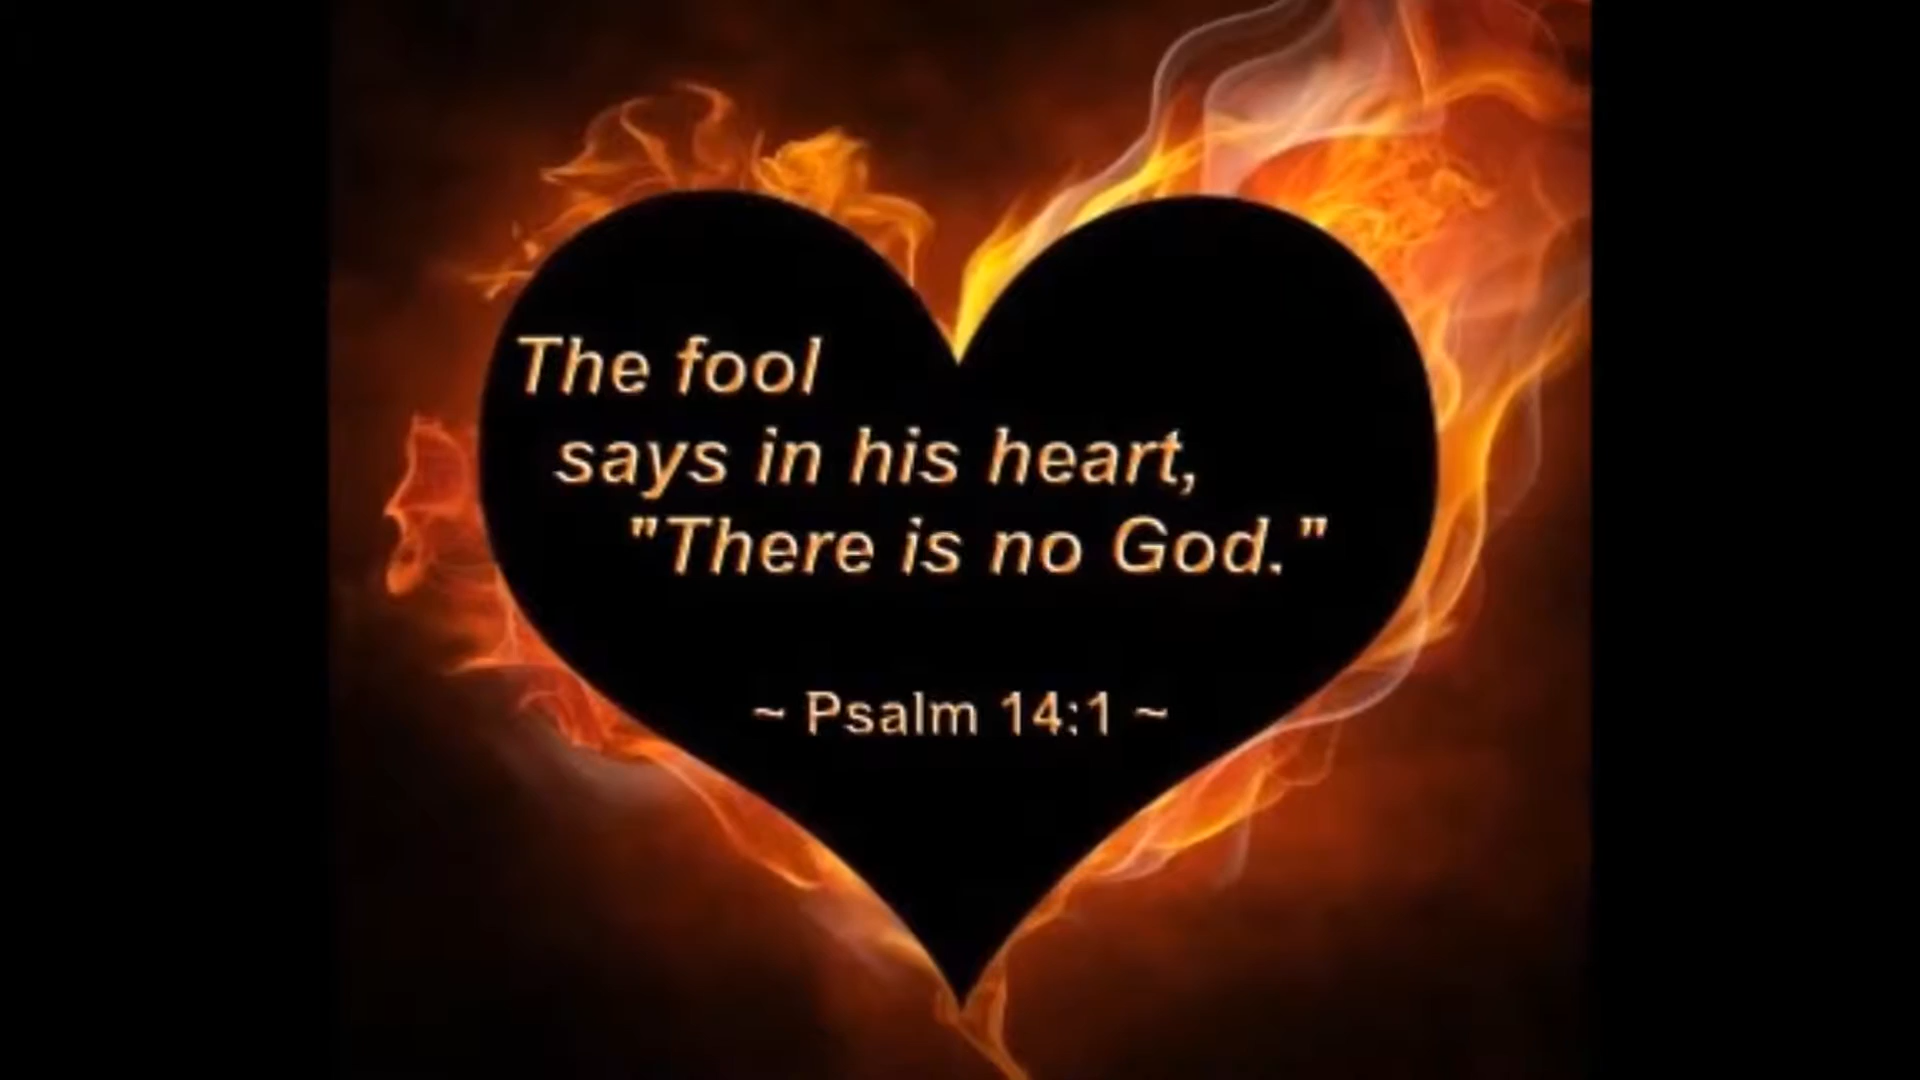 The fool
says in his heart,
"There is no God."
~ Psalm 14:1 ~